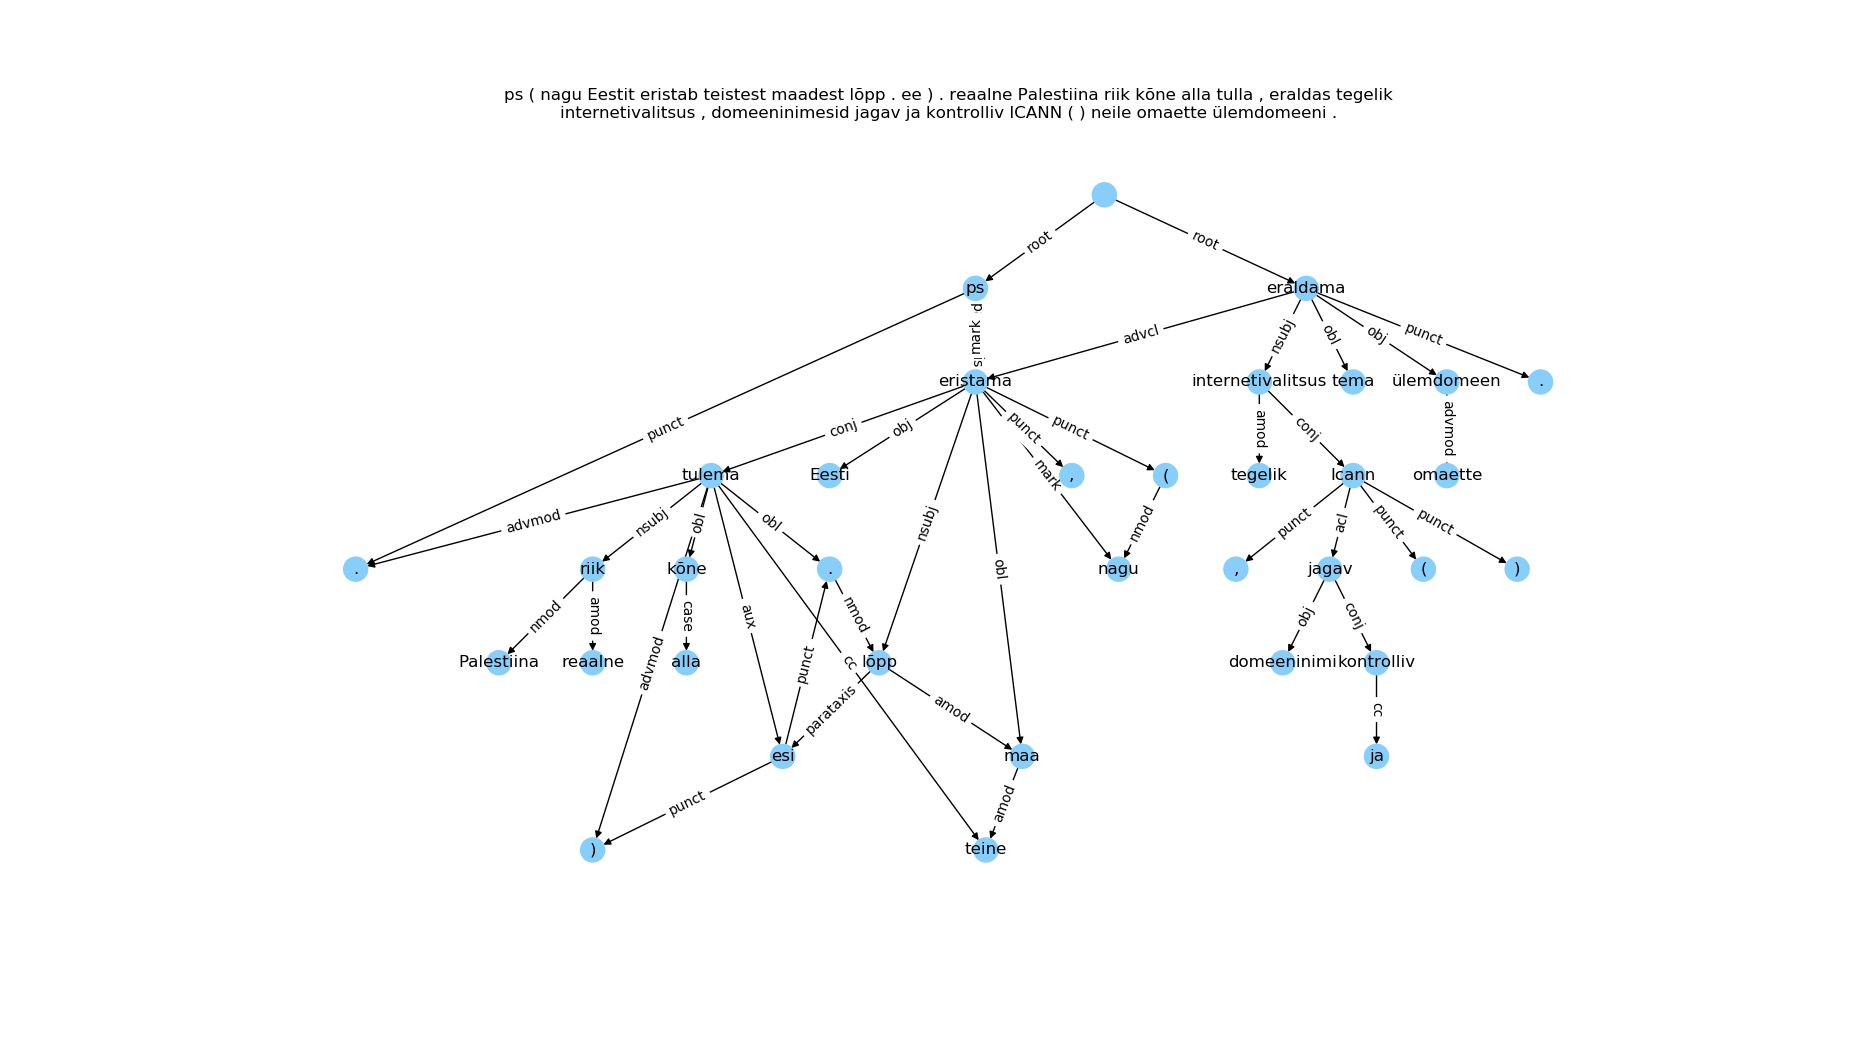 ps ( nagu Eestit eristab teistest maadest lõpp . ee ) . reaalne Palestiina riik kõne alla tulla , eraldas tegelik
internetivalitsus , domeeninimesid jagav ja kontrolliv ICANN ( ) neile omaette ülemdomeeni .
root
root
ps
eraldama
mark
advcl
nsubj
obl
obj
punct
eristama
internetivalitsus
tema
ülemdomeen
.
punct
conj
obj
punct
mark
punct
amod
conj
advmod
tulema
Eesti
,
(
tegelik
Icann
omaette
advmod
nsubj
obl
obl
nsubj
obl
nmod
punct
acl
punct
punct
.
riik
kõne
.
nagu
,
jagav
(
)
nmod
amod
case
aux
nmod
obj
conj
Palestiina
reaalne
alla
cc
lõpp
domeeninimi
kontrolliv
advmod
punct
parataxis
amod
cc
esi
maa
ja
punct
amod
)
teine